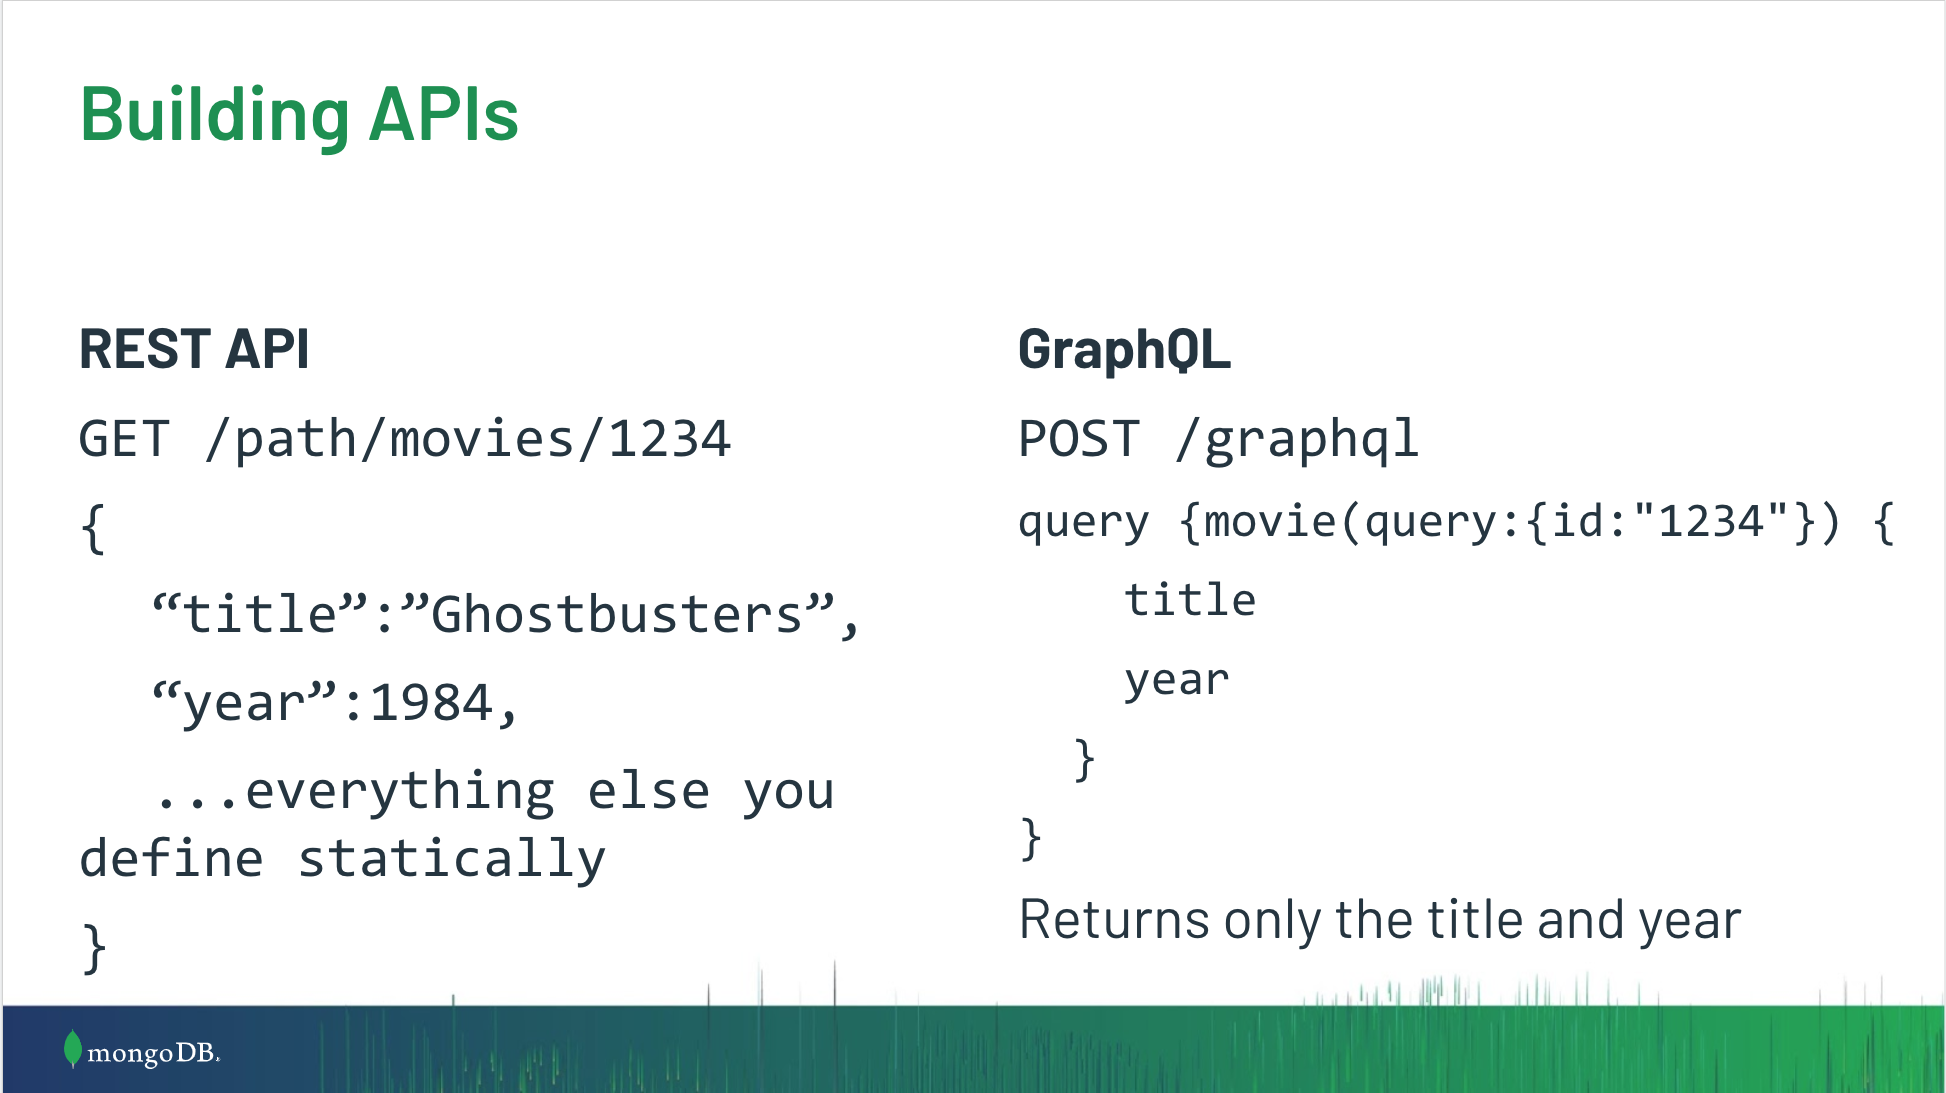 Building APIs
REST API
GET /path/movies/1234
{
“title”:”Ghostbusters”,
“year”:1984,
...everything else you
define statically
}
GraphQL
POST /graphql
query {movie(query:{id:"1234"}) {
title
year
}
}
Returns only the title and year
mongoDB.